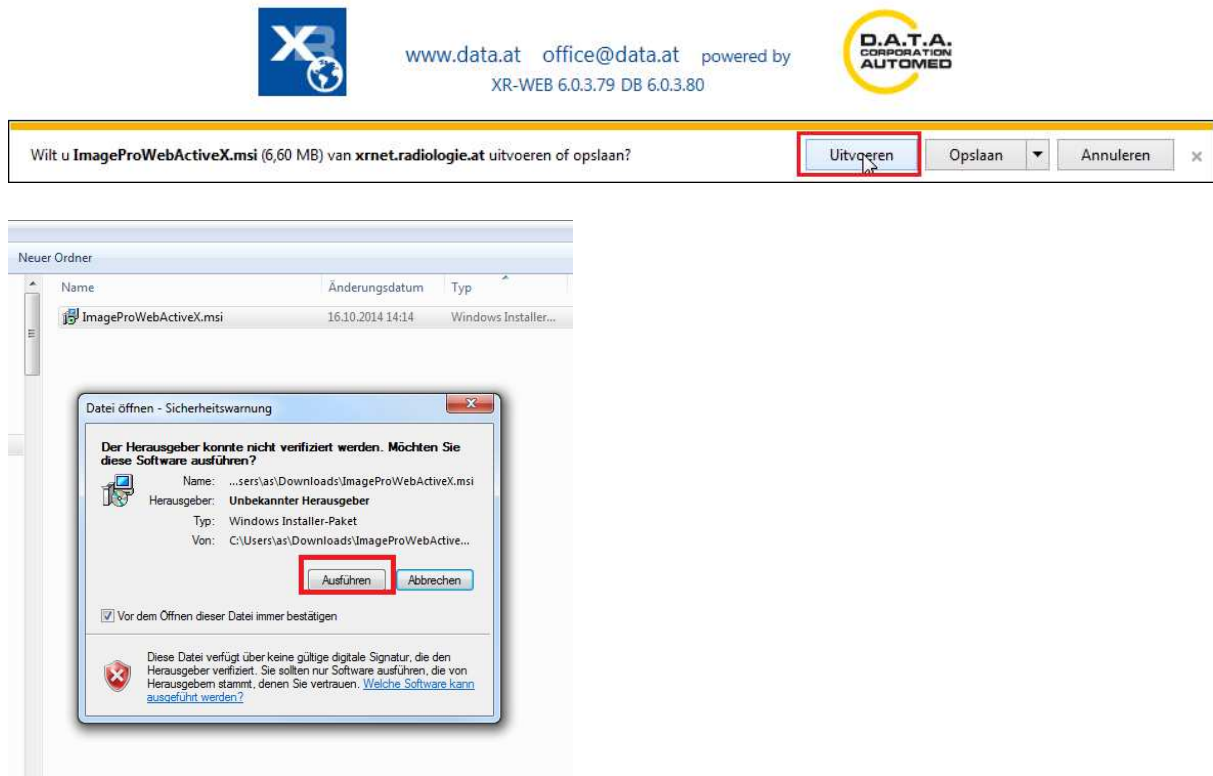 XR
www.data.at office@data.at powered by
XR-WEB 6.0.3.79 DB 6.0.3.80
D.A.T.A.
CORPORATION
AUTOMED
Wilt u ImageProWebActiveX.msi (6,60 MB) van xrnet.radiologie.at uitvoeren of opslaan?
Uitvoeren
Opslaan
Annuleren
Neuer Ordner
Name
Änderungsdatum
Typ
ImageProWebActiveX.msi
16.10.2014 14:14
Windows Installer...
Datei öffnen - Sicherheitswarnung
Der Herausgeber konnte nicht verifiziert werden. Möchten Sie
diese Software ausführen?
Name: ...sers\as\Downloads\ImageProWebActiveX.msi
Herausgeber: Unbekannter Herausgeber
Typ: Windows Installer-Paket
Von: C:\Users\as\Downloads\ImageProWebActive...
Ausführen
Abbrechen
Vor dem Öffnen dieser Datei immer bestätigen
Diese Datei verfügt über keine gültige digitale Signatur, die den
Herausgeber verifiziert. Sie sollten nur Software ausführen, die von
Herausgebern stammt, denen Sie vertrauen. Welche Software kann
ausgeführt werden?